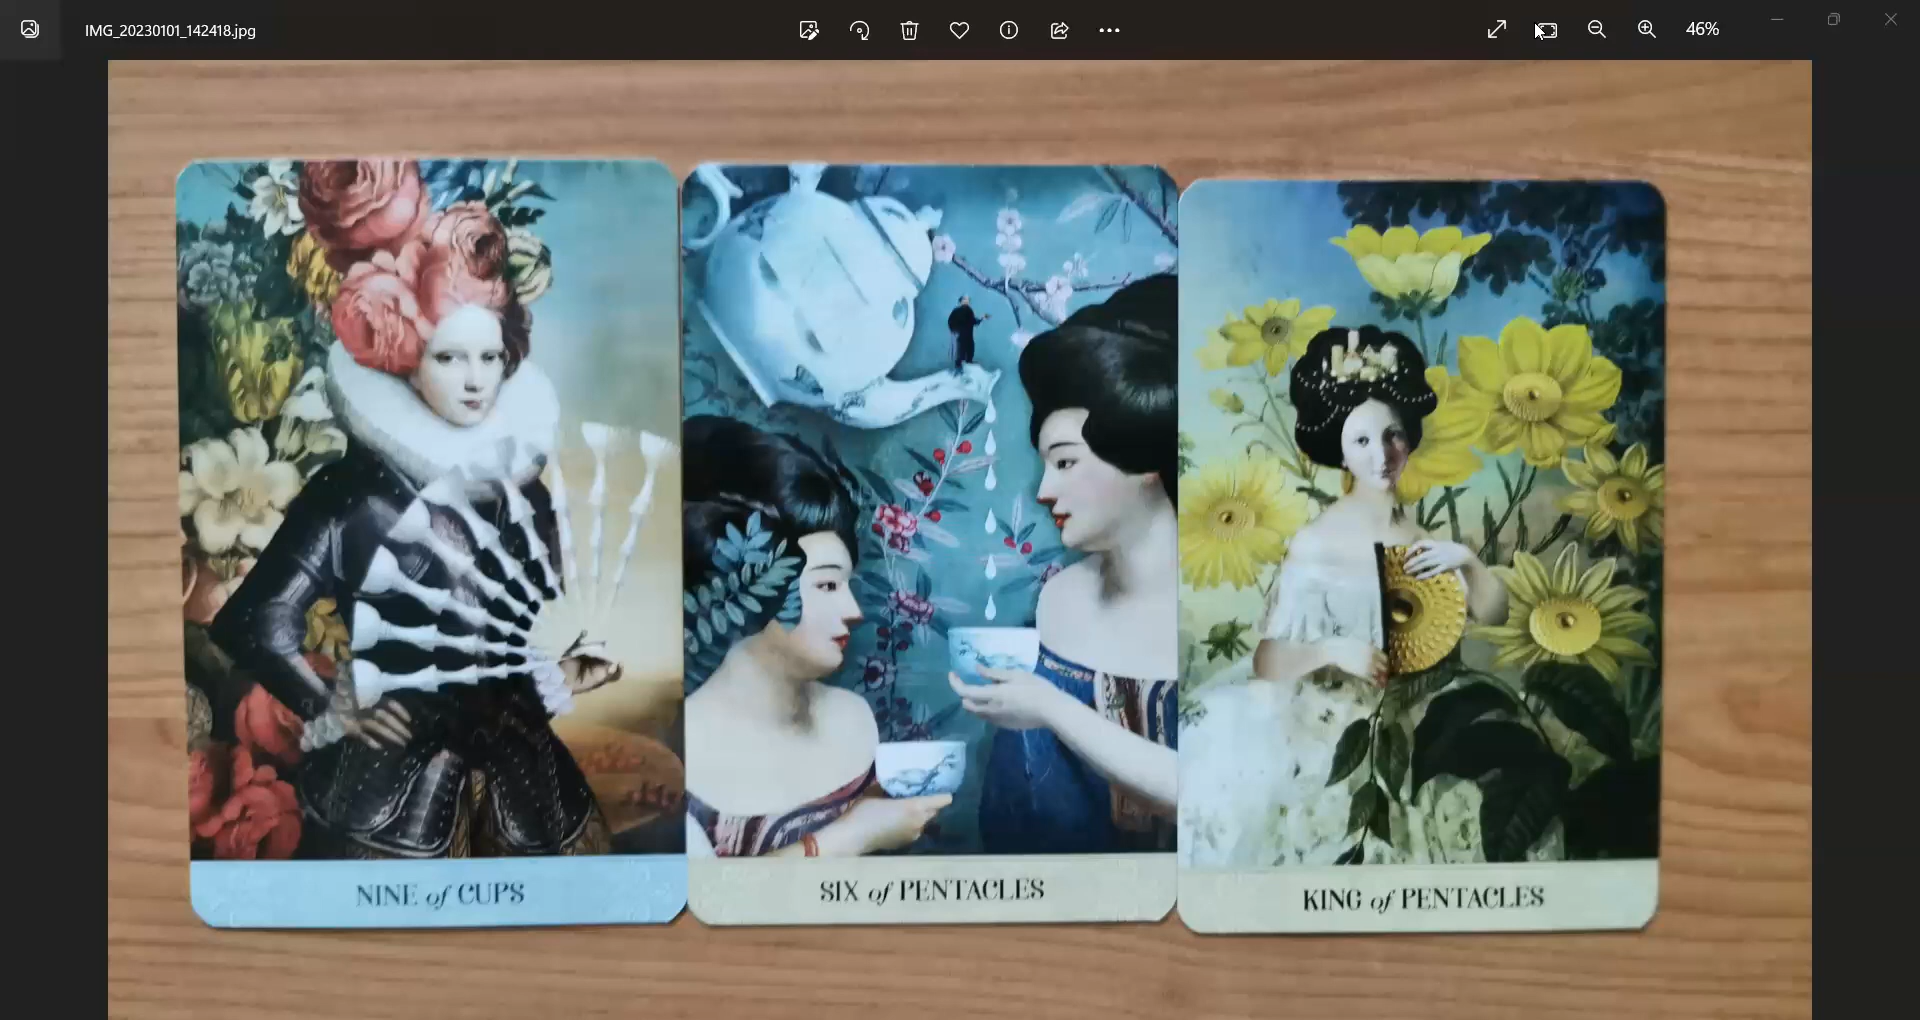 IMG_20230101_142418.jpg
46%
NINE of CUPS
SIX of PENTACLES
KING of PENTACLES